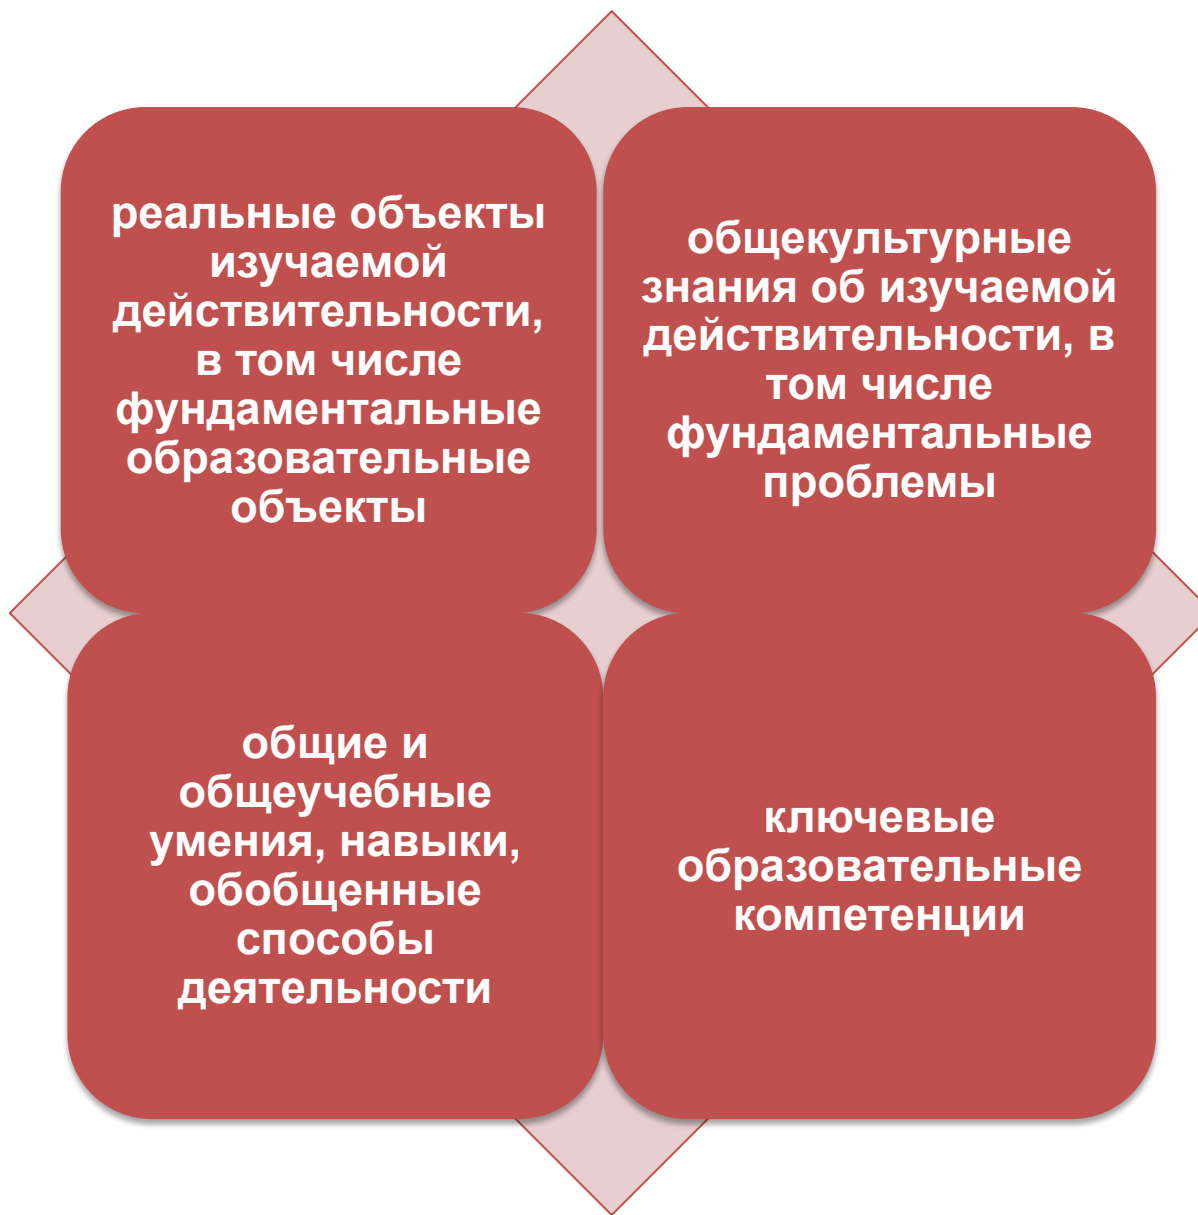 реальные объекты
изучаемой
действительности,
в том числе
фундаментальные
образовательные
объекты
общекультурные
знания об изучаемой
действительности, в
том числе
фундаментальные
проблемы
общие и
общеучебные
умения, навыки,
обобщенные
способы
деятельности
ключевые
образовательные
компетенции